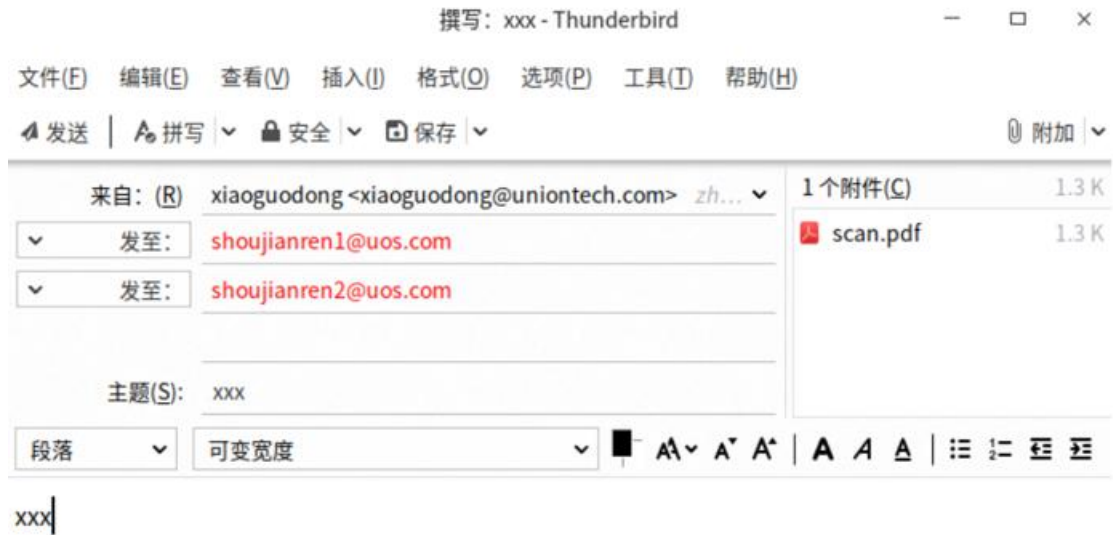 撰写：xxx - Thunderbird
文件(F) 编辑(E) 查看(V) 插入(I) 格式(O) 选项(P) 工具(T) 帮助(H)
发送 拼写 安全 保存 附加
来自：(R) xiaoguodong <xiaoguodong@uniontech.com> zh...
1个附件(C) 1.3 K
发至： shoujianren1@uos.com
scan.pdf 1.3 K
发至： shoujianren2@uos.com
主题(S): xxx
段落 可变宽度
xxx